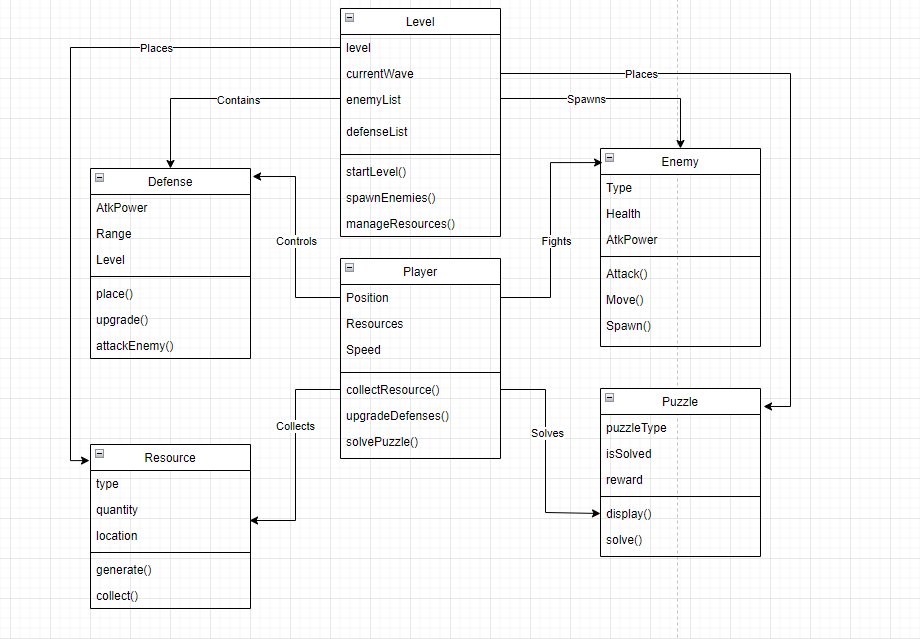 Level
level
currentWave
enemyList
defenseList
startLevel()
spawnEnemies()
manageResources()
Places
Contains
Places
Spawns
Defense
AtkPower
Range
Level
place()
upgrade()
attackEnemy()
Controls
Player
Position
Resources
Speed
collectResource()
upgradeDefenses()
solvePuzzle()
Fights
Enemy
Type
Health
AtkPower
Attack()
Move()
Spawn()
Collects
Solves
Resource
type
quantity
location
generate()
collect()
Puzzle
puzzleType
isSolved
reward
display()
solve()